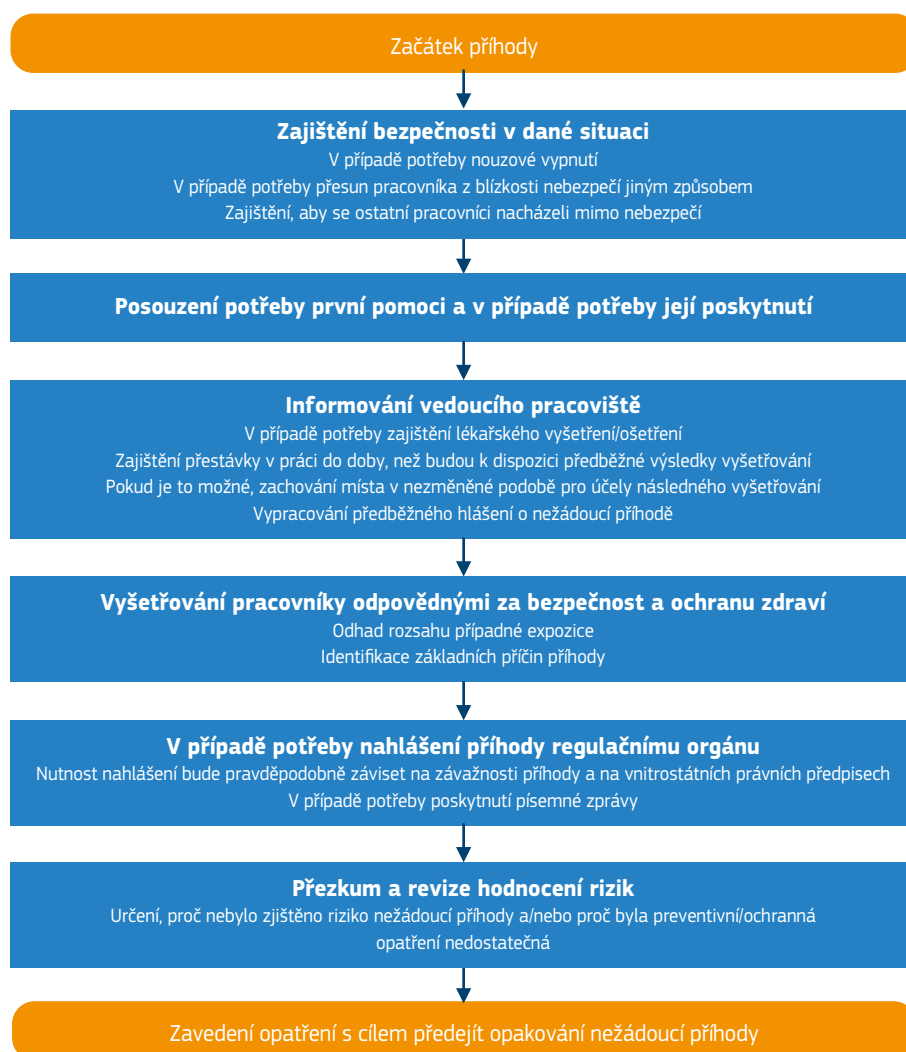 Začátek příhody
Zajištění bezpečnosti v dané situaci
V případě potřeby nouzové vypnutí
V případě potřeby přesun pracovníka z blízkosti nebezpečí jiným způsobem
Zajištění, aby se ostatní pracovníci nacházeli mimo nebezpečí
Posouzení potřeby první pomoci a v případě potřeby její poskytnutí
Informování vedoucího pracoviště
V případě potřeby zajištění lékařského vyšetření/ošetření
Zajištění přestávky v práci do doby, než budou k dispozici předběžné výsledky vyšetřování
Pokud je to možné, zachování místa v nezměněné podobě pro účely následného vyšetřování
Vypracování předběžného hlášení o nežádoucí příhodě
Vyšetřování pracovníky odpovědnými za bezpečnost a ochranu zdraví
Odhad rozsahu případné expozice
Identifikace základních příčin příhody
V případě potřeby nahlášení příhody regulačnímu orgánu
Nutnost nahlášení bude pravděpodobně záviset na závažnosti příhody a na vnitrostátních právních předpisech
V případě potřeby poskytnutí písemné zprávy
Přezkum a revize hodnocení rizik
Určení, proč nebylo zjištěno riziko nežádoucí příhody a/nebo proč byla preventivní/ochranná
opatření nedostatečná
Zavedení opatření s cílem předejít opakování nežádoucí příhody